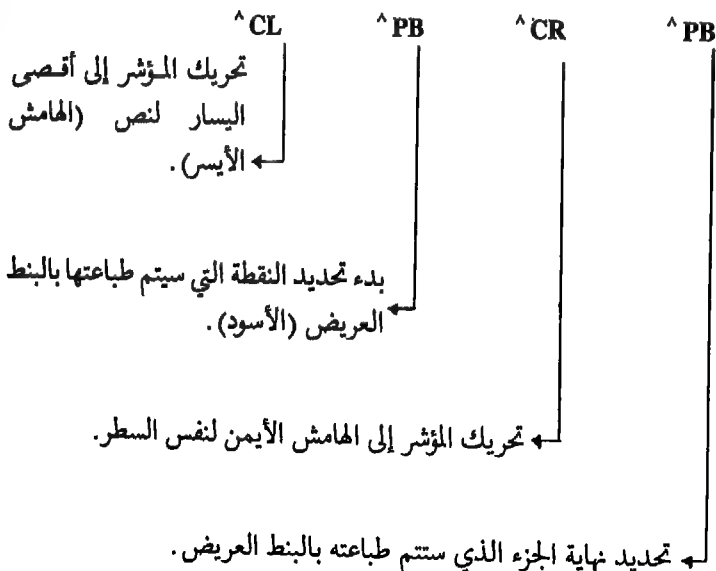 ^CL ^PB ^CR ^PB
تحريك المؤشر إلى أقصى
اليسار لنص (الهامش
الأيسر).
بدء تحديد النقطة التي سيتم طباعتها بالبنط
العريض (الأسود).
تحريك المؤشر إلى الهامش الأيمن لنفس السطر.
تحديد نهاية الجزء الذي ستتم طباعته بالبنط العريض.